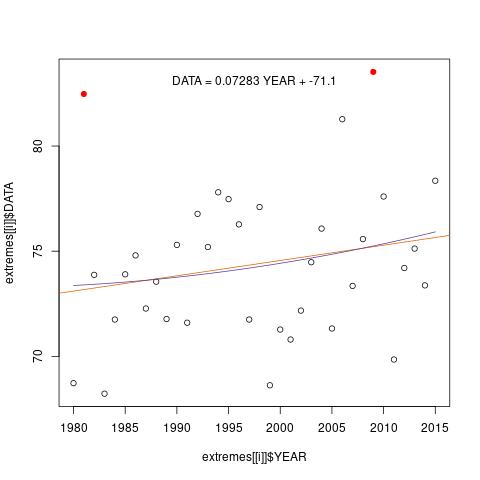 DATA = 0.07283 YEAR + -71.1
extremes[[i]]$DATA
80
75
70
1980 1985 1990 1995 2000 2005 2010 2015
extremes[[i]]$YEAR